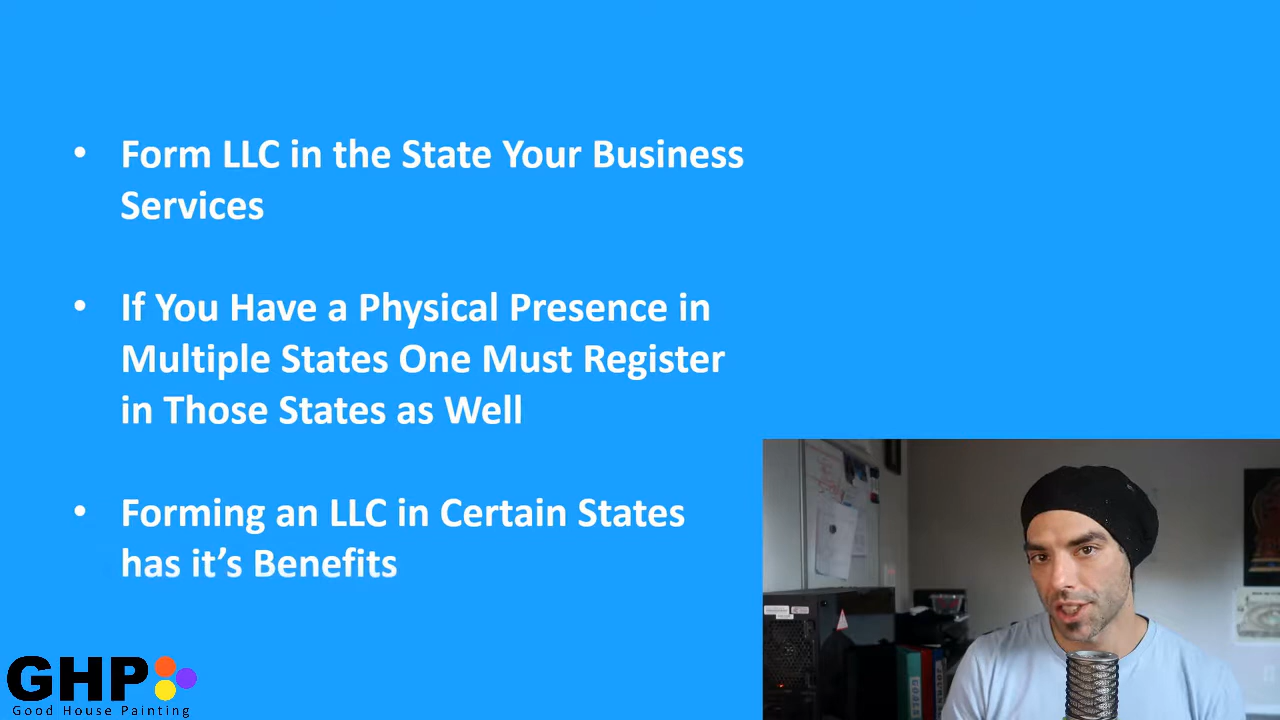 • Form LLC in the State Your Business
Services
• If You Have a Physical Presence in
Multiple States One Must Register
in Those States as Well
• Forming an LLC in Certain States
has it’s Benefits
GHP
Good House Painting